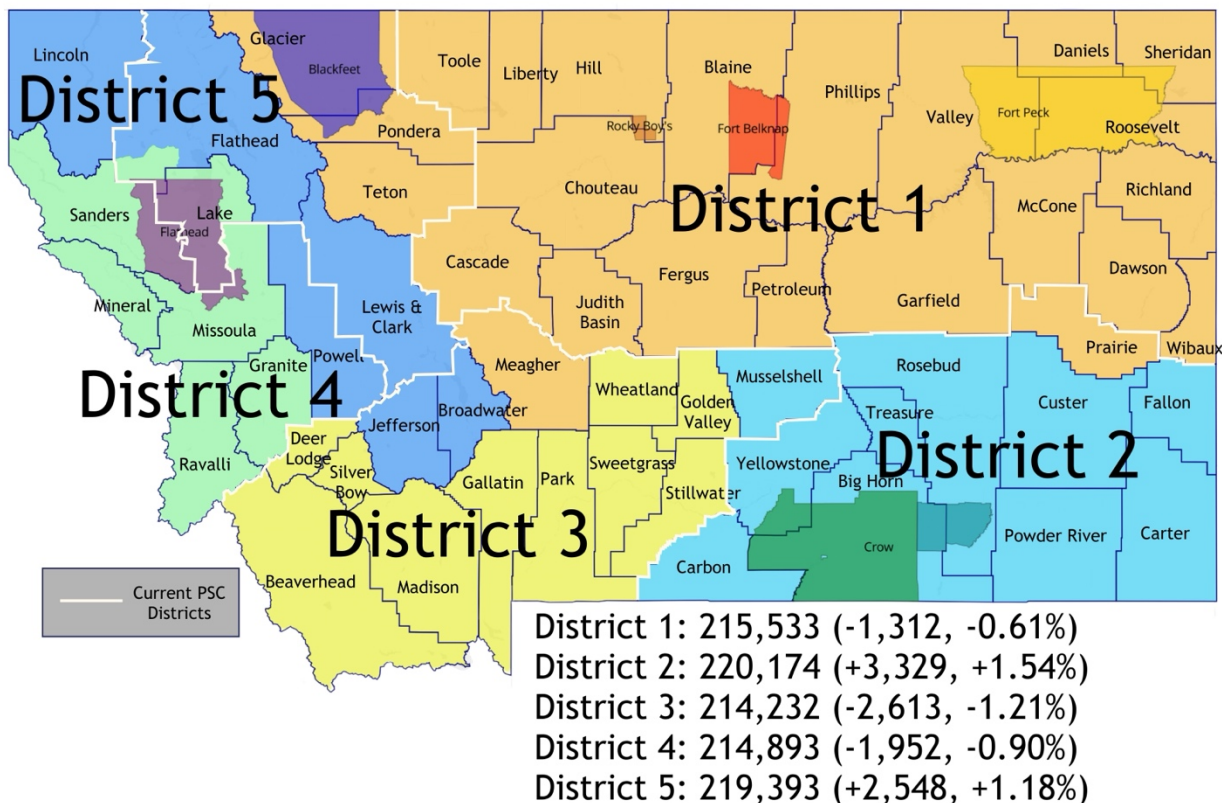 Lincoln
Glacier
Blackfeet
Toole
Liberty
Hill
Blaine
Phillips
Daniels
Sheridan
District 5
Flathead
Pondera
Rocky Boy's
Fort Belknap
Valley
Fort Peck
Roosevelt
Teton
Chouteau
District 1
McCone
Richland
Sanders
Lake
Flathead
Cascade
Fergus
Petroleum
Judith
Basin
Garfield
Dawson
Mineral
Missoula
Lewis &
Clark
Powell
Granite
Meagher
Wheatland
Golden
Valley
Musselshell
Rosebud
Prairie
Wibaux
District 4
Ravalli
Deer
Lodge
Silver
Bow
Jefferson
Broadwater
Gallatin
Park
Sweetgrass
Stillwater
Yellowstone
Treasure
Big Horn
Custer
Fallon
District 2
District 3
Beaverhead
Madison
Carbon
Crow
Powder River
Carter
Current PSC
Districts
District 1: 215,533 (-1,312, -0.61%)
District 2: 220,174 (+3,329, +1.54%)
District 3: 214,232 (-2,613, -1.21%)
District 4: 214,893 (-1,952, -0.90%)
District 5: 219,393 (+2,548, +1.18%)